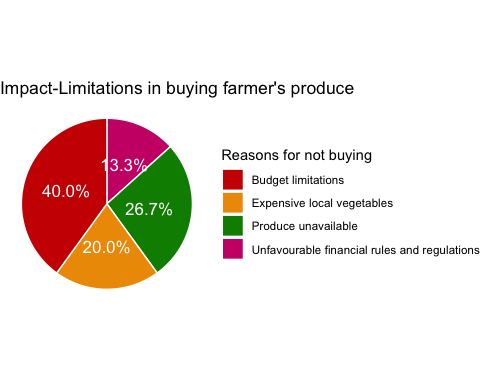 Impact-Limitations in buying farmer's produce
13.3%
40.0%
26.7%
20.0%
Reasons for not buying
Budget limitations
Expensive local vegetables
Produce unavailable
Unfavourable financial rules and regulations